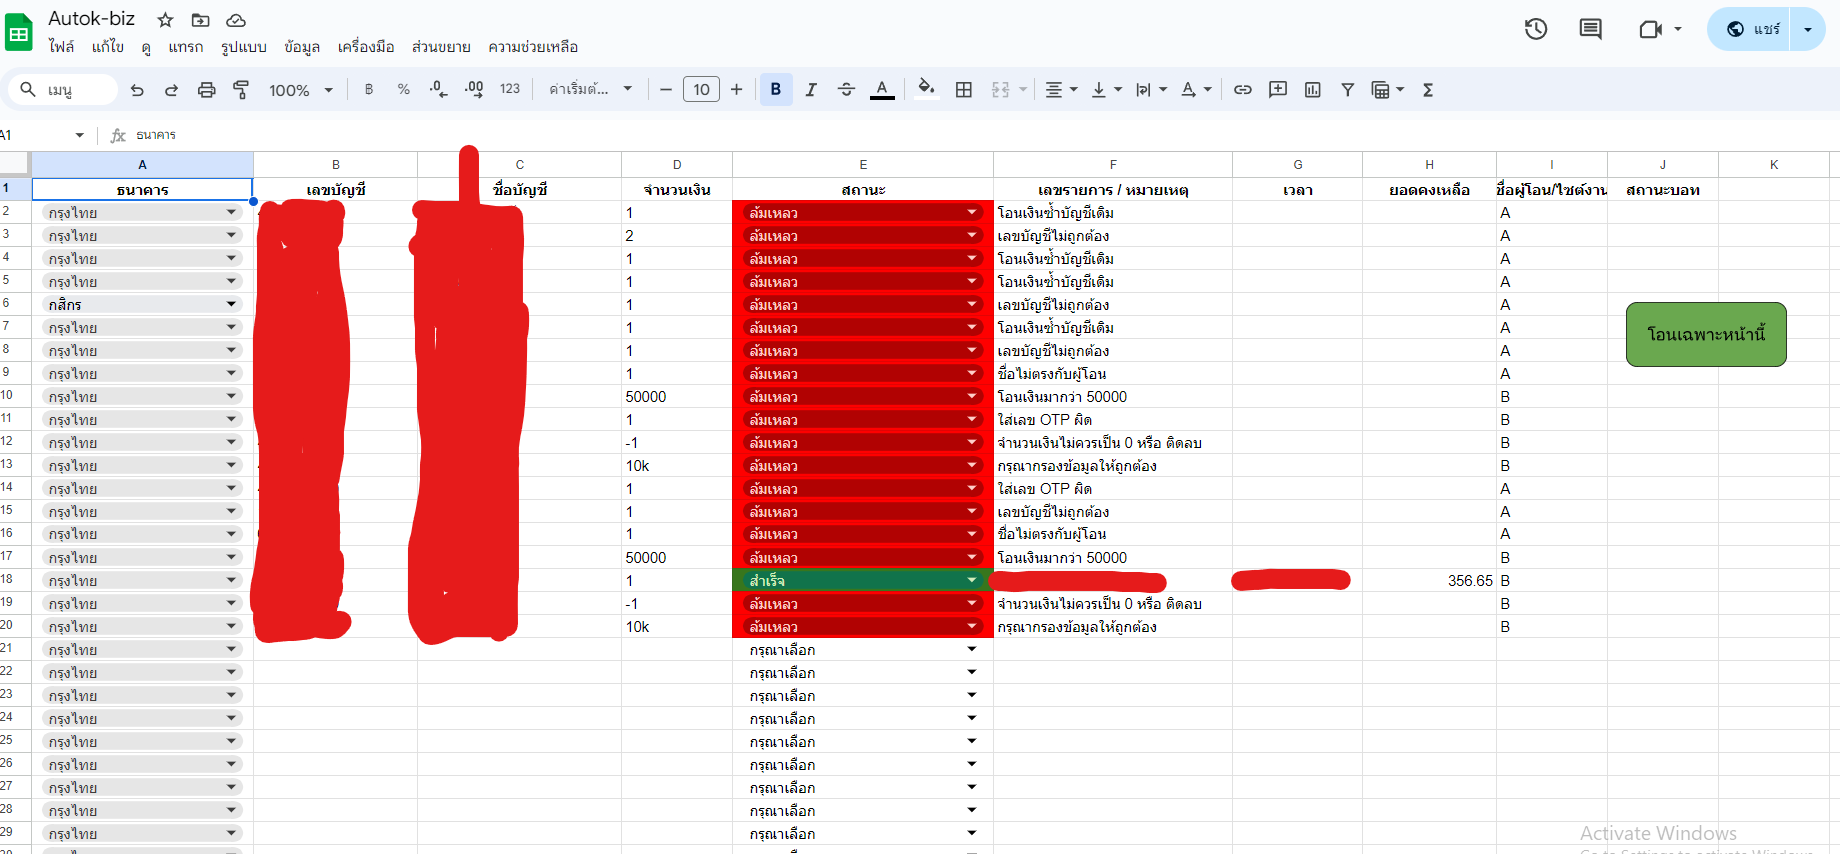 Autok-biz
ไฟล์ แก้ไข ดู แทรก รูปแบบ ข้อมูล เครื่องมือ ส่วนขยาย ความช่วยเหลือ
แชร์
เมนู 100% ฿ % .0 .00 123 ค่าเริ่มต้... 10 B I A
A1 ธนาคาร
A B C D E F G H I J K
1 ธนาคาร เลขบัญชี ชื่อบัญชี จำนวนเงิน สถานะ เลขรายการ / หมายเหตุ เวลา ยอดคงเหลือ ชื่อผู้โอน/ไซต์งาน สถานะบอท
2 กรุงไทย 1 ล้มเหลว โอนเงินซ้ำบัญชีเดิม A
3 กรุงไทย 2 ล้มเหลว เลขบัญชีไม่ถูกต้อง A
4 กรุงไทย 1 ล้มเหลว โอนเงินซ้ำบัญชีเดิม A
5 กรุงไทย 1 ล้มเหลว โอนเงินซ้ำบัญชีเดิม A
6 กสิกร 1 ล้มเหลว เลขบัญชีไม่ถูกต้อง A
7 กรุงไทย 1 ล้มเหลว โอนเงินซ้ำบัญชีเดิม A
โอนเฉพาะหน้านี้
8 กรุงไทย 1 ล้มเหลว เลขบัญชีไม่ถูกต้อง A
9 กรุงไทย 1 ล้มเหลว ชื่อไม่ตรงกับผู้โอน A
10 กรุงไทย 50000 ล้มเหลว โอนเงินมากว่า 50000 B
11 กรุงไทย 1 ล้มเหลว ใส่เลข OTP ผิด B
12 กรุงไทย -1 ล้มเหลว จำนวนเงินไม่ควรเป็น 0 หรือ ติดลบ B
13 กรุงไทย 10k ล้มเหลว กรุณากรองข้อมูลให้ถูกต้อง B
14 กรุงไทย 1 ล้มเหลว ใส่เลข OTP ผิด A
15 กรุงไทย 1 ล้มเหลว เลขบัญชีไม่ถูกต้อง A
16 กรุงไทย 1 ล้มเหลว ชื่อไม่ตรงกับผู้โอน A
17 กรุงไทย 50000 ล้มเหลว โอนเงินมากว่า 50000 B
18 กรุงไทย 1 สำเร็จ 356.65 B
19 กรุงไทย -1 ล้มเหลว จำนวนเงินไม่ควรเป็น 0 หรือ ติดลบ B
20 กรุงไทย 10k ล้มเหลว กรุณากรองข้อมูลให้ถูกต้อง B
21 กรุงไทย กรุณาเลือก
22 กรุงไทย กรุณาเลือก
23 กรุงไทย กรุณาเลือก
24 กรุงไทย กรุณาเลือก
25 กรุงไทย กรุณาเลือก
26 กรุงไทย กรุณาเลือก
27 กรุงไทย กรุณาเลือก
28 กรุงไทย กรุณาเลือก
29 กรุงไทย กรุณาเลือก
Activate Windows